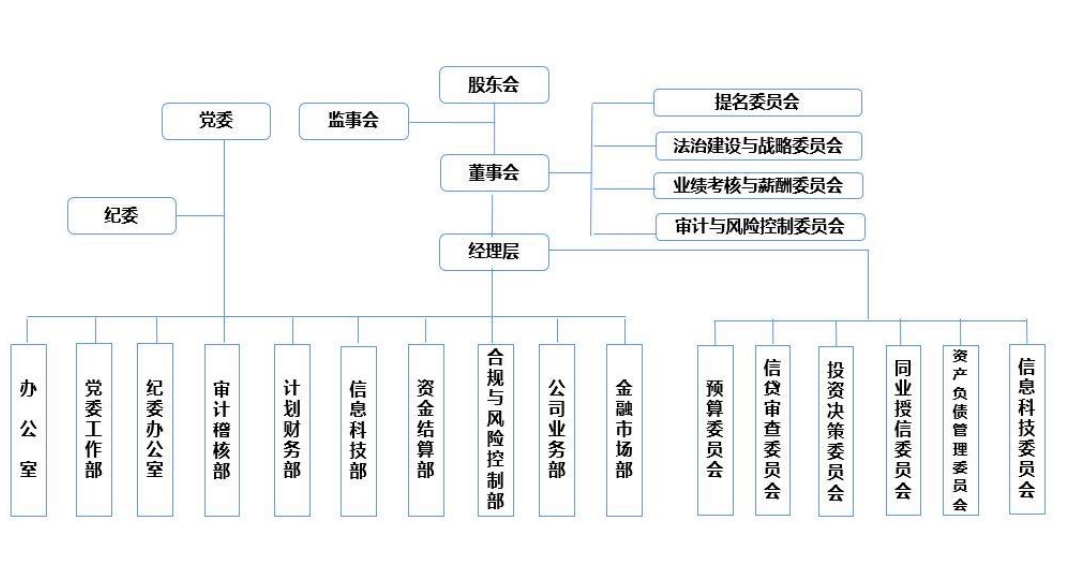 股东会
党委
监事会
提名委员会
法治建设与战略委员会
董事会
业绩考核与薪酬委员会
纪委
审计与风险控制委员会
经理层
办公室
党委工作部
纪委办公室
审计稽核部
计划财务部
信息科技部
资金结算部
合规与风险控制部
公司业务部
金融市场部
预算委员会
信贷审查委员会
投资决策委员会
同业授信委员会
资产负债管理委员会
信息科技委员会